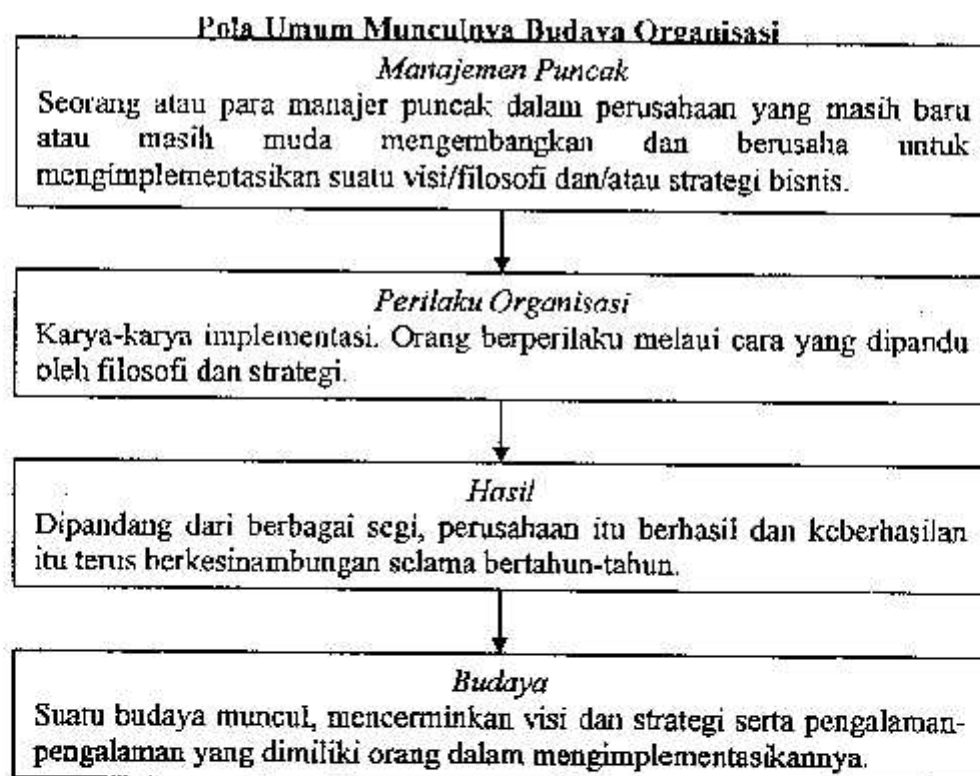 Pola Umum Munculnya Budaya Organisasi
Manajemen Puncak
Seorang atau para manajer puncak dalam perusahaan yang masih baru
atau masih muda mengembangkan dan berusaha untuk
mengimplementasikan suatu visi/filosofi dan/atau strategi bisnis.
Perilaku Organisasi
Karya-karya implementasi. Orang berperilaku melaui cara yang dipandu
oleh filosofi dan strategi.
Hasil
Dipandang dari berbagai segi, perusahaan itu berhasil dan keberhasilan
itu terus berkesinambungan selama bertahun-tahun.
Budaya
Suatu budaya muncul, mencerminkan visi dan strategi serta pengalaman-
pengalaman yang dimiliki orang dalam mengimplementasikannya.